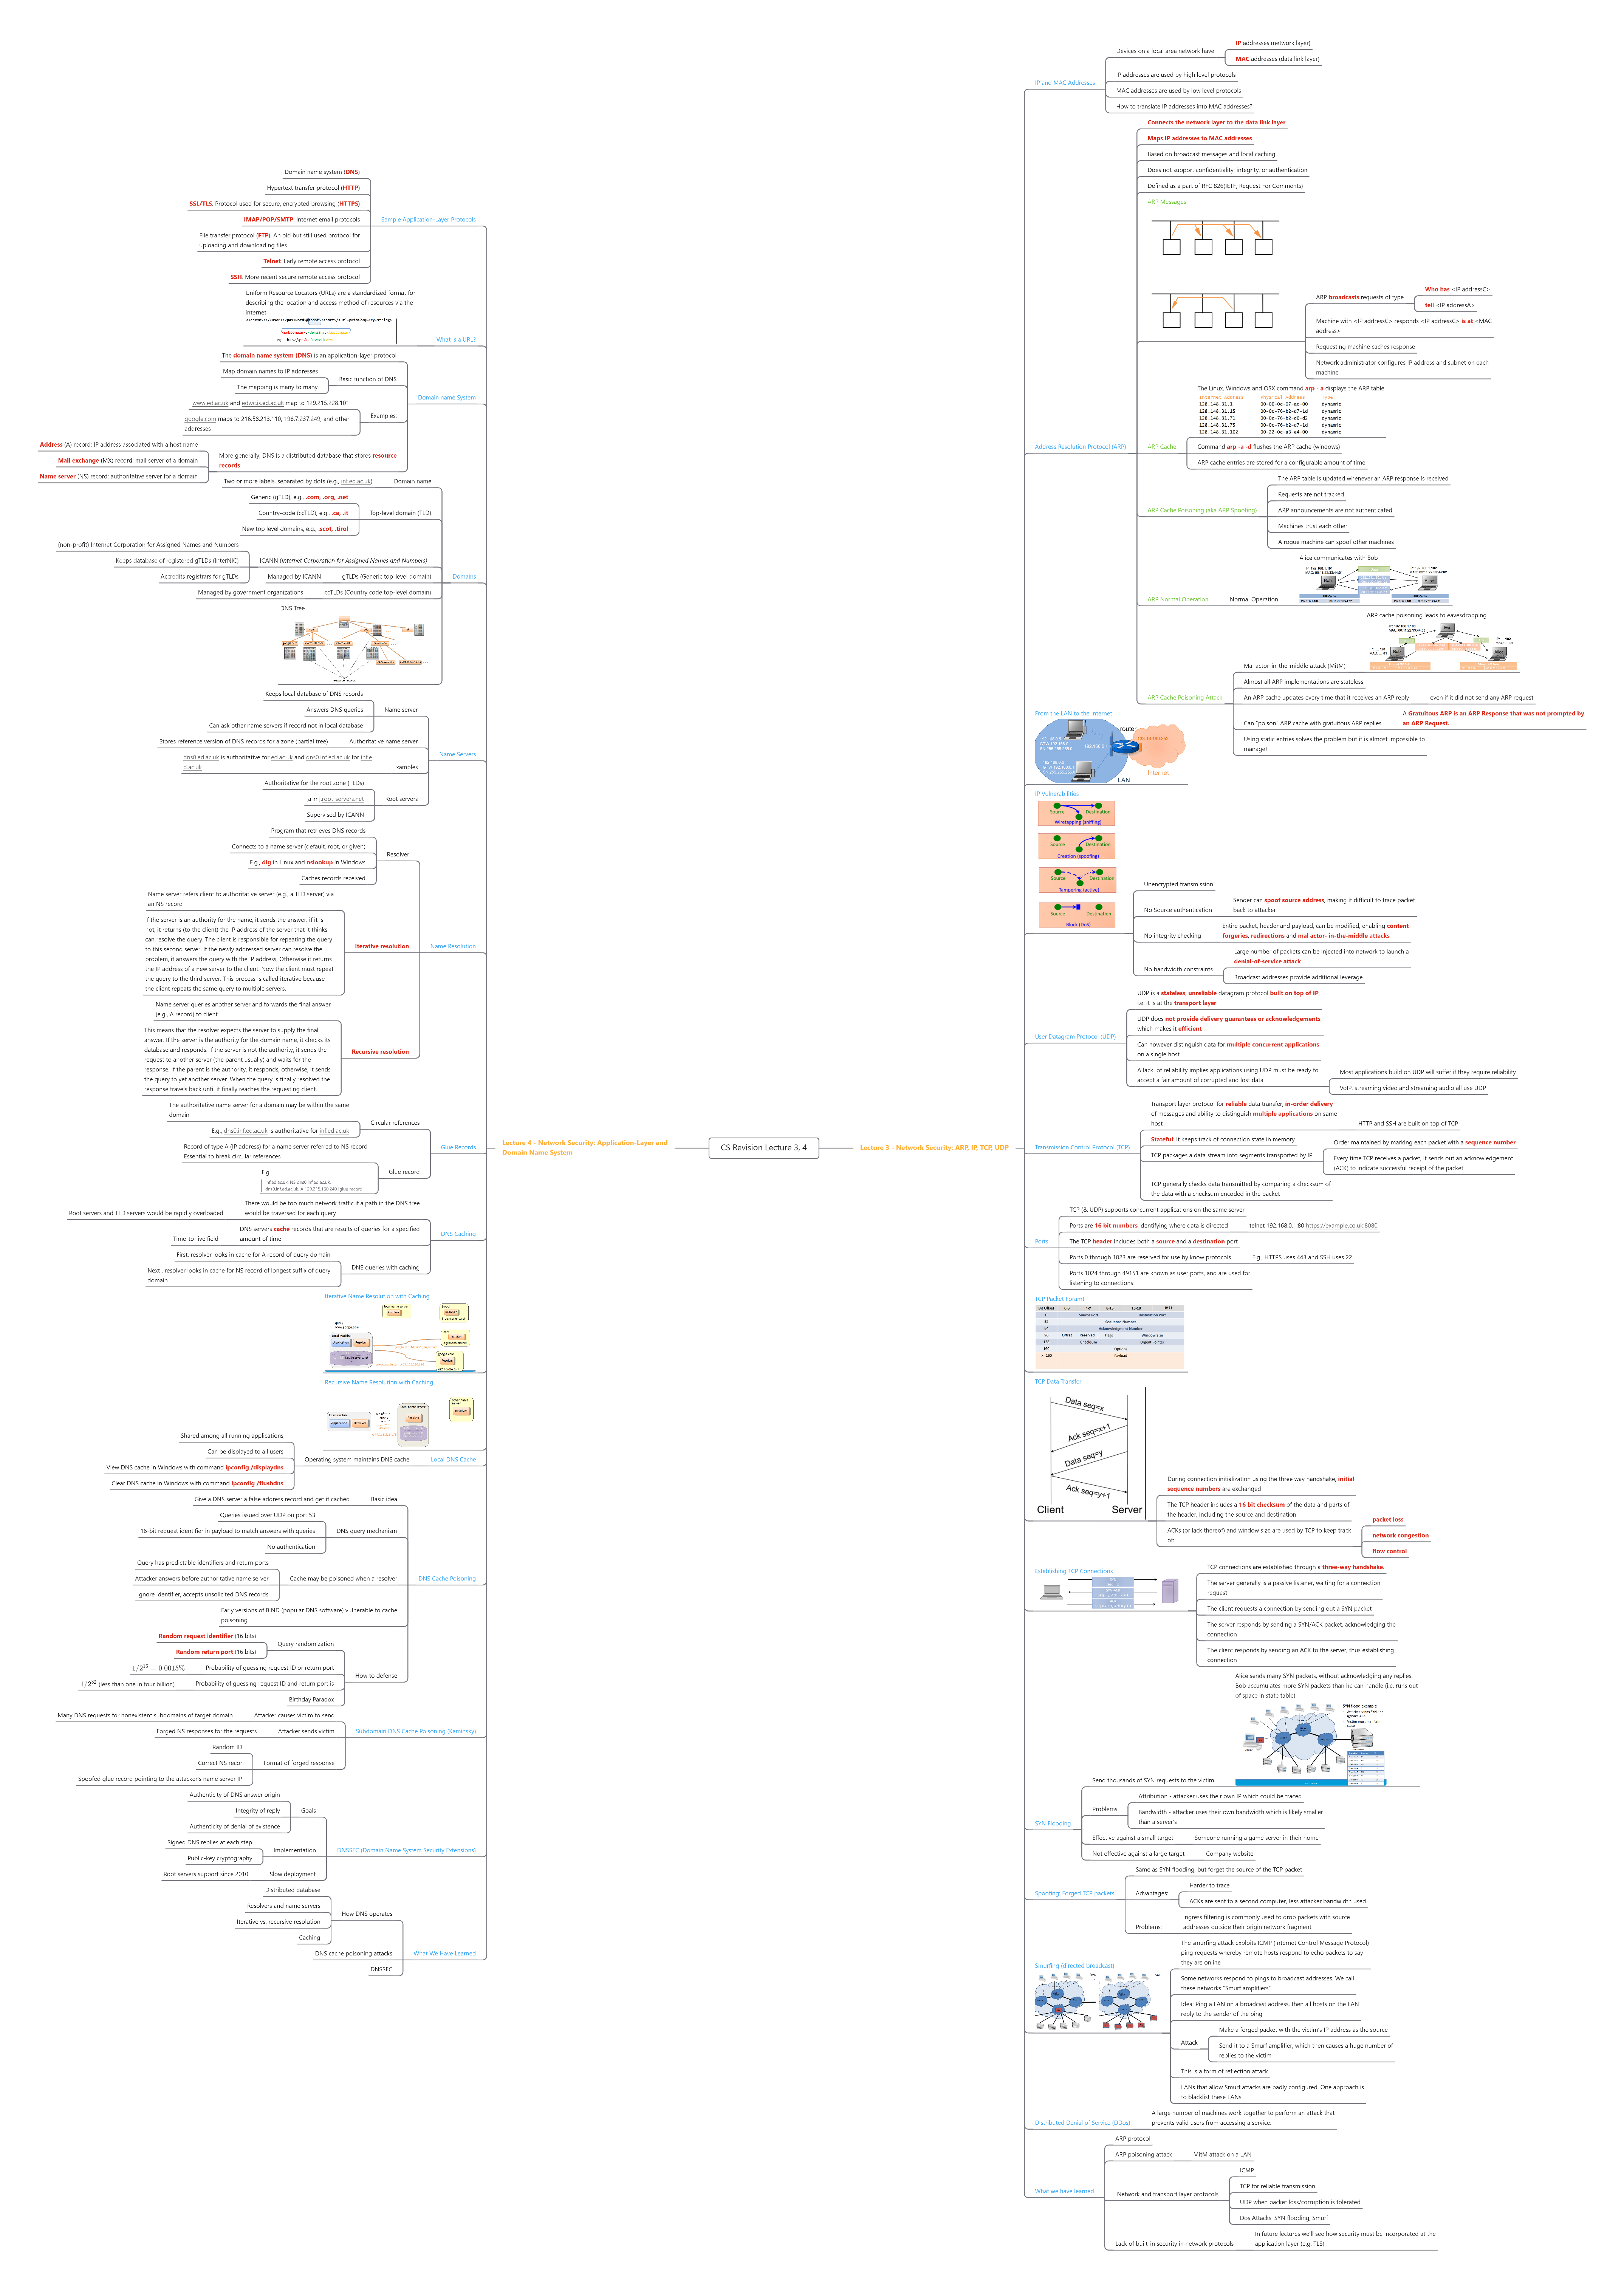 CS Revision Lecture 3, 4
Lecture 3 - Network Security: ARP, IP, TCP, UDP
IP and MAC Addresses
Devices on a local area network have
IP addresses (network layer)
MAC addresses (data link layer)
IP addresses are used by high level protocols
MAC addresses are used by low level protocols
How to translate IP addresses into MAC addresses?
Address Resolution Protocol (ARP)
Connects the network layer to the data link layer
Maps IP addresses to MAC addresses
Based on broadcast messages and local caching
Does not support confidentiality, integrity, or authentication
Defined as a part of RFC 826(IETF, Request For Comments)
ARP Messages
ARP broadcasts requests of type
Who has <IP addressC>
tell <IP addressA>
Machine with <IP addressC> responds <IP addressC> is at <MAC
address>
Requesting machine caches response
Network administrator configures IP address and subnet on each
machine
ARP Cache
The Linux, Windows and OSX command arp - a displays the ARP table
Internet Address Physical Address Type
128.148.31.1 00-00-0c-07-ac-00 dynamic
128.148.31.15 00-0c-76-b2-d7-1d dynamic
128.148.31.71 00-0c-76-b2-d0-d2 dynamic
128.148.31.75 00-0c-76-b2-d7-1d dynamic
128.148.31.102 00-22-0c-a3-e4-00 dynamic
Command arp -a -d flushes the ARP cache (windows)
ARP cache entries are stored for a configurable amount of time
ARP Cache Poisoning (aka ARP Spoofing)
The ARP table is updated whenever an ARP response is received
Requests are not tracked
ARP announcements are not authenticated
Machines trust each other
A rogue machine can spoof other machines
ARP Normal Operation
Normal Operation
Alice communicates with Bob
ARP Cache Poisoning Attack
Mal actor-in-the-middle attack (MitM)
ARP cache poisoning leads to eavesdropping
Almost all ARP implementations are stateless
An ARP cache updates every time that it receives an ARP reply
even if it did not send any ARP request
Can "poison" ARP cache with gratuitous ARP replies
A Gratuitous ARP is an ARP Response that was not prompted by
an ARP Request.
Using static entries solves the problem but it is almost impossible to
manage!
From the LAN to the Internet
router
LAN
Internet
IP Vulnerabilities
Source Destination
Wiretapping (sniffing)
Source Destination
Creation (spoofing)
Source Destination
Tampering (active)
Source Destination
Block (DoS)
Unencrypted transmission
No Source authentication
Sender can spoof source address, making it difficult to trace packet
back to attacker
No integrity checking
Entire packet, header and payload, can be modified, enabling content
forgeries, redirections and mal actor- in-the-middle attacks
No bandwidth constraints
Large number of packets can be injected into network to launch a
denial-of-service attack
Broadcast addresses provide additional leverage
User Datagram Protocol (UDP)
UDP is a stateless, unreliable datagram protocol built on top of IP,
i.e. it is at the transport layer
UDP does not provide delivery guarantees or acknowledgements,
which makes it efficient
Can however distinguish data for multiple concurrent applications
on a single host
A lack of reliability implies applications using UDP must be ready to
accept a fair amount of corrupted and lost data
Most applications build on UDP will suffer if they require reliability
VoIP, streaming video and streaming audio all use UDP
Transmission Control Protocol (TCP)
Transport layer protocol for reliable data transfer, in-order delivery
of messages and ability to distinguish multiple applications on same
host
HTTP and SSH are built on top of TCP
Stateful: it keeps track of connection state in memory
TCP packages a data stream into segments transported by IP
Order maintained by marking each packet with a sequence number
Every time TCP receives a packet, it sends out an acknowledgement
(ACK) to indicate successful receipt of the packet
TCP generally checks data transmitted by comparing a checksum of
the data with a checksum encoded in the packet
Ports
TCP (& UDP) supports concurrent applications on the same server
Ports are 16 bit numbers identifying where data is directed
telnet 192.168.0.1:80 https://example.co.uk:8080
The TCP header includes both a source and a destination port
Ports 0 through 1023 are reserved for use by know protocols
E.g., HTTPS uses 443 and SSH uses 22
Ports 1024 through 49151 are known as user ports, and are used for
listening to connections
TCP Packet Foramt
Bit Offset 0-3 4-7 8-15 16-18 19-31
0 Source Port Destination Port
32 Sequence Number
64 Acknowledgment Number
96 Offset Reserved Flags Window Size
128 Checksum Urgent Pointer
160 Options
>= 160 Payload
TCP Data Transfer
Data seq=x
Ack seq=x+1
Data seq=y
Ack seq=y+1
Client Server
During connection initialization using the three way handshake, initial
sequence numbers are exchanged
The TCP header includes a 16 bit checksum of the data and parts of
the header, including the source and destination
ACKs (or lack thereof) and window size are used by TCP to keep track
of:
packet loss
network congestion
flow control
Establishing TCP Connections
TCP connections are established through a three-way handshake.
The server generally is a passive listener, waiting for a connection
request
The client requests a connection by sending out a SYN packet
The server responds by sending a SYN/ACK packet, acknowledging the
connection
The client responds by sending an ACK to the server, thus establishing
connection
SYN Flooding
Send thousands of SYN requests to the victim
Alice sends many SYN packets, without acknowledging any replies.
Bob accumulates more SYN packets than he can handle (i.e. runs out
of space in state table).
SYN flood example
Problems
Attribution - attacker uses their own IP which could be traced
Bandwidth - attacker uses their own bandwidth which is likely smaller
than a server's
Effective against a small target
Someone running a game server in their home
Not effective against a large target
Company website
Spoofing: Forged TCP packets
Same as SYN flooding, but forget the source of the TCP packet
Advantages:
Harder to trace
ACKs are sent to a second computer, less attacker bandwidth used
Problems:
Ingress filtering is commonly used to drop packets with source
addresses outside their origin network fragment
Smurfing (directed broadcast)
The smurfing attack exploits ICMP (Internet Control Message Protocol)
ping requests whereby remote hosts respond to echo packets to say
they are online
Some networks respond to pings to broadcast addresses. We call
these networks "Smurf amplifiers"
Idea: Ping a LAN on a broadcast address, then all hosts on the LAN
reply to the sender of the ping
Attack
Make a forged packet with the victim's IP address as the source
Send it to a Smurf amplifier, which then causes a huge number of
replies to the victim
This is a form of reflection attack
LANs that allow Smurf attacks are badly configured. One approach is
to blacklist these LANs.
Distributed Denial of Service (DDos)
A large number of machines work together to perform an attack that
prevents valid users from accessing a service.
What we have learned
ARP protocol
ARP poisoning attack
MitM attack on a LAN
Network and transport layer protocols
ICMP
TCP for reliable transmission
UDP when packet loss/corruption is tolerated
Dos Attacks: SYN flooding, Smurf
Lack of built-in security in network protocols
In future lectures we'll see how security must be incorporated at the
application layer (e.g. TLS)
Lecture 4 - Network Security: Application-Layer and
Domain Name System
Sample Application-Layer Protocols
Domain name system (DNS)
Hypertext transfer protocol (HTTP)
SSL/TLS. Protocol used for secure, encrypted browsing (HTTPS)
IMAP/POP/SMTP: Internet email protocols
File transfer protocol (FTP). An old but still used protocol for
uploading and downloading files
Telnet. Early remote access protocol
SSH. More recent secure remote access protocol
What is a URL?
Uniform Resource Locators (URLs) are a standardized format for
describing the location and access method of resources via the
internet
Domain name System
The domain name system (DNS) is an application-layer protocol
Basic function of DNS
Map domain names to IP addresses
The mapping is many to many
Examples:
www.ed.ac.uk and edwc.is.ed.ac.uk map to 129.215.228.101
google.com maps to 216.58.213.110, 198.7.237.249, and other
addresses
More generally, DNS is a distributed database that stores resource
records
Address (A) record: IP address associated with a host name
Mail exchange (MX) record: mail server of a domain
Name server (NS) record: authoritative server for a domain
Domains
Domain name
Two or more labels, separated by dots (e.g., inf.ed.ac.uk)
Top-level domain (TLD)
Generic (gTLD), e.g., .com, .org, .net
Country-code (ccTLD), e.g., .ca, .it
New top level domains, e.g., .scot, .tirol
ICANN (Internet Corporation for Assigned Names and Numbers)
(non-profit) Internet Corporation for Assigned Names and Numbers
Keeps database of registered gTLDs (InterNIC)
Accredits registrars for gTLDs
gTLDs (Generic top-level domain)
Managed by ICANN
ccTLDs (Country code top-level domain)
Managed by government organizations
DNS Tree
Name Servers
Name server
Keeps local database of DNS records
Answers DNS queries
Can ask other name servers if record not in local database
Authoritative name server
Stores reference version of DNS records for a zone (partial tree)
Examples
dns0.ed.ac.uk is authoritative for ed.ac.uk and dns0.inf.ed.ac.uk for inf.e
d.ac.uk
Root servers
Authoritative for the root zone (TLDs)
[a-m].root-servers.net
Supervised by ICANN
Name Resolution
Resolver
Program that retrieves DNS records
Connects to a name server (default, root, or given)
E.g., dig in Linux and nslookup in Windows
Caches records received
Iterative resolution
Name server refers client to authoritative server (e.g., a TLD server) via
an NS record
If the server is an authority for the name, it sends the answer. if it is
not, it returns (to the client) the IP address of the server that it thinks
can resolve the query. The client is responsible for repeating the query
to this second server. If the newly addressed server can resolve the
problem, it answers the query with the IP address, Otherwise it returns
the IP address of a new server to the client. Now the client must repeat
the query to the third server. This process is called iterative because
the client repeats the same query to multiple servers.
Recursive resolution
Name server queries another server and forwards the final answer
(e.g., A record) to client
This means that the resolver expects the server to supply the final
answer. If the server is the authority for the domain name, it checks its
database and responds. If the server is not the authority, it sends the
request to another server (the parent usually) and waits for the
response. If the parent is the authority, it responds, otherwise, it sends
the query to yet another server. When the query is finally resolved the
response travels back until it finally reaches the requesting client.
Glue Records
Circular references
The authoritative name server for a domain may be within the same
domain
E.g., dns0.inf.ed.ac.uk is authoritative for inf.ed.ac.uk
Glue record
Record of type A (IP address) for a name server referred to NS record
Essential to break circular references
E.g.
inf.ed.ac.uk. NS dns0.inf.ed.ac.uk.
dns0.inf.ed.ac.uk. A 129.215.160.240 (glue record)
DNS Caching
There would be too much network traffic if a path in the DNS tree
would be traversed for each query
Root servers and TLD servers would be rapidly overloaded
DNS servers cache records that are results of queries for a specified
amount of time
Time-to-live field
DNS queries with caching
First, resolver looks in cache for A record of query domain
Next , resolver looks in cache for NS record of longest suffix of query
domain
Iterative Name Resolution with Caching
Recursive Name Resolution with Caching
Local DNS Cache
Operating system maintains DNS cache
Shared among all running applications
Can be displayed to all users
View DNS cache in Windows with command ipconfig /displaydns
Clear DNS cache in Windows with command ipconfig /flushdns
DNS Cache Poisoning
Basic idea
Give a DNS server a false address record and get it cached
DNS query mechanism
Queries issued over UDP on port 53
16-bit request identifier in payload to match answers with queries
No authentication
Cache may be poisoned when a resolver
Query has predictable identifiers and return ports
Attacker answers before authoritative name server
Ignore identifier, accepts unsolicited DNS records
Early versions of BIND (popular DNS software) vulnerable to cache
poisoning
How to defense
Query randomization
Random request identifier (16 bits)
Random return port (16 bits)
Probability of guessing request ID or return port
1/2^16 = 0.0015%
Probability of guessing request ID and return port is
1/2^32 (less than one in four billion)
Birthday Paradox
Subdomain DNS Cache Poisoning (Kaminsky)
Attacker causes victim to send
Many DNS requests for nonexistent subdomains of target domain
Attacker sends victim
Forged NS responses for the requests
Format of forged response
Random ID
Correct NS recor
Spoofed glue record pointing to the attacker's name server IP
DNSSEC (Domain Name System Security Extensions)
Goals
Authenticity of DNS answer origin
Integrity of reply
Authenticity of denial of existence
Implementation
Signed DNS replies at each step
Public-key cryptography
Slow deployment
Root servers support since 2010
What We Have Learned
How DNS operates
Distributed database
Resolvers and name servers
Iterative vs. recursive resolution
Caching
DNS cache poisoning attacks
DNSSEC